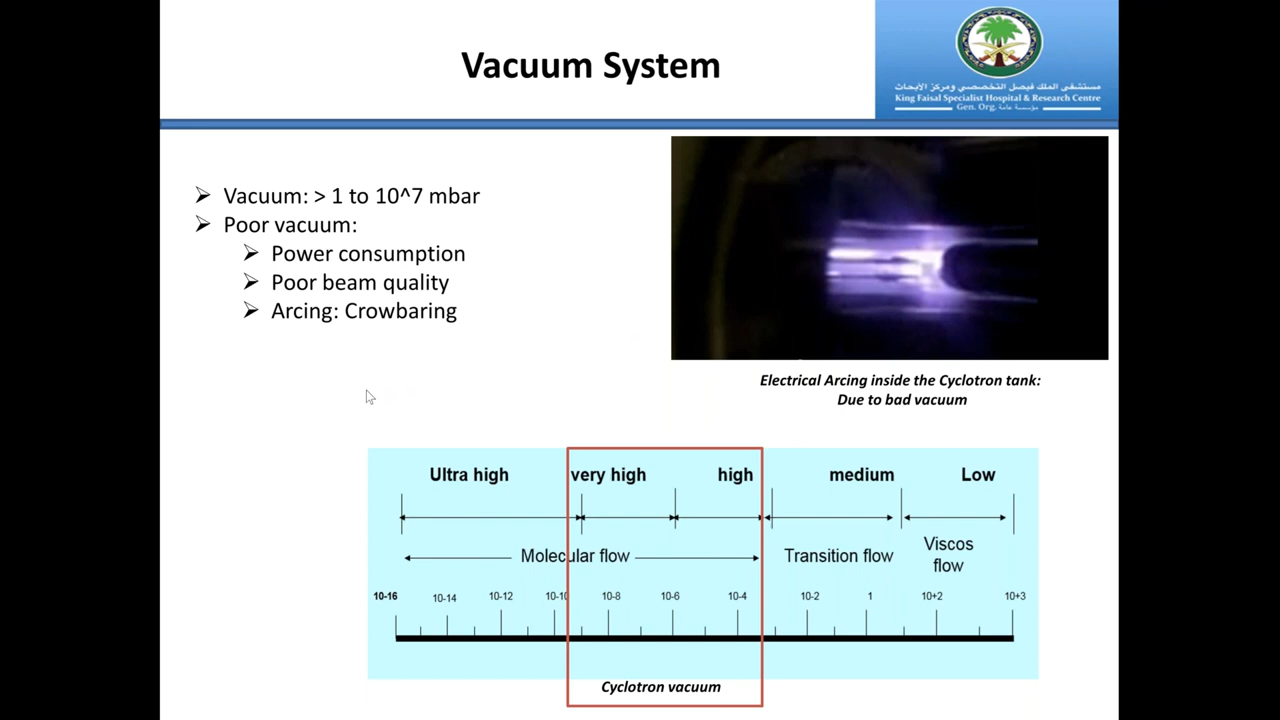 Vacuum System
مستشفى الملك فيصل التخصصي ومركز الأبحاث
King Faisal Specialist Hospital & Research Centre
Gen. Org. مؤسسة عامة
Vacuum: > 1 to 10^7 mbar
Poor vacuum:
Power consumption
Poor beam quality
Arcing: Crowbaring
Electrical Arcing inside the Cyclotron tank:
Due to bad vacuum
Ultra high very high high medium Low
Molecular flow Transition flow Viscos
flow
10-16 10-14 10-12 10-10 10-8 10-6 10-4 10-2 1 10+2 10+3
Cyclotron vacuum